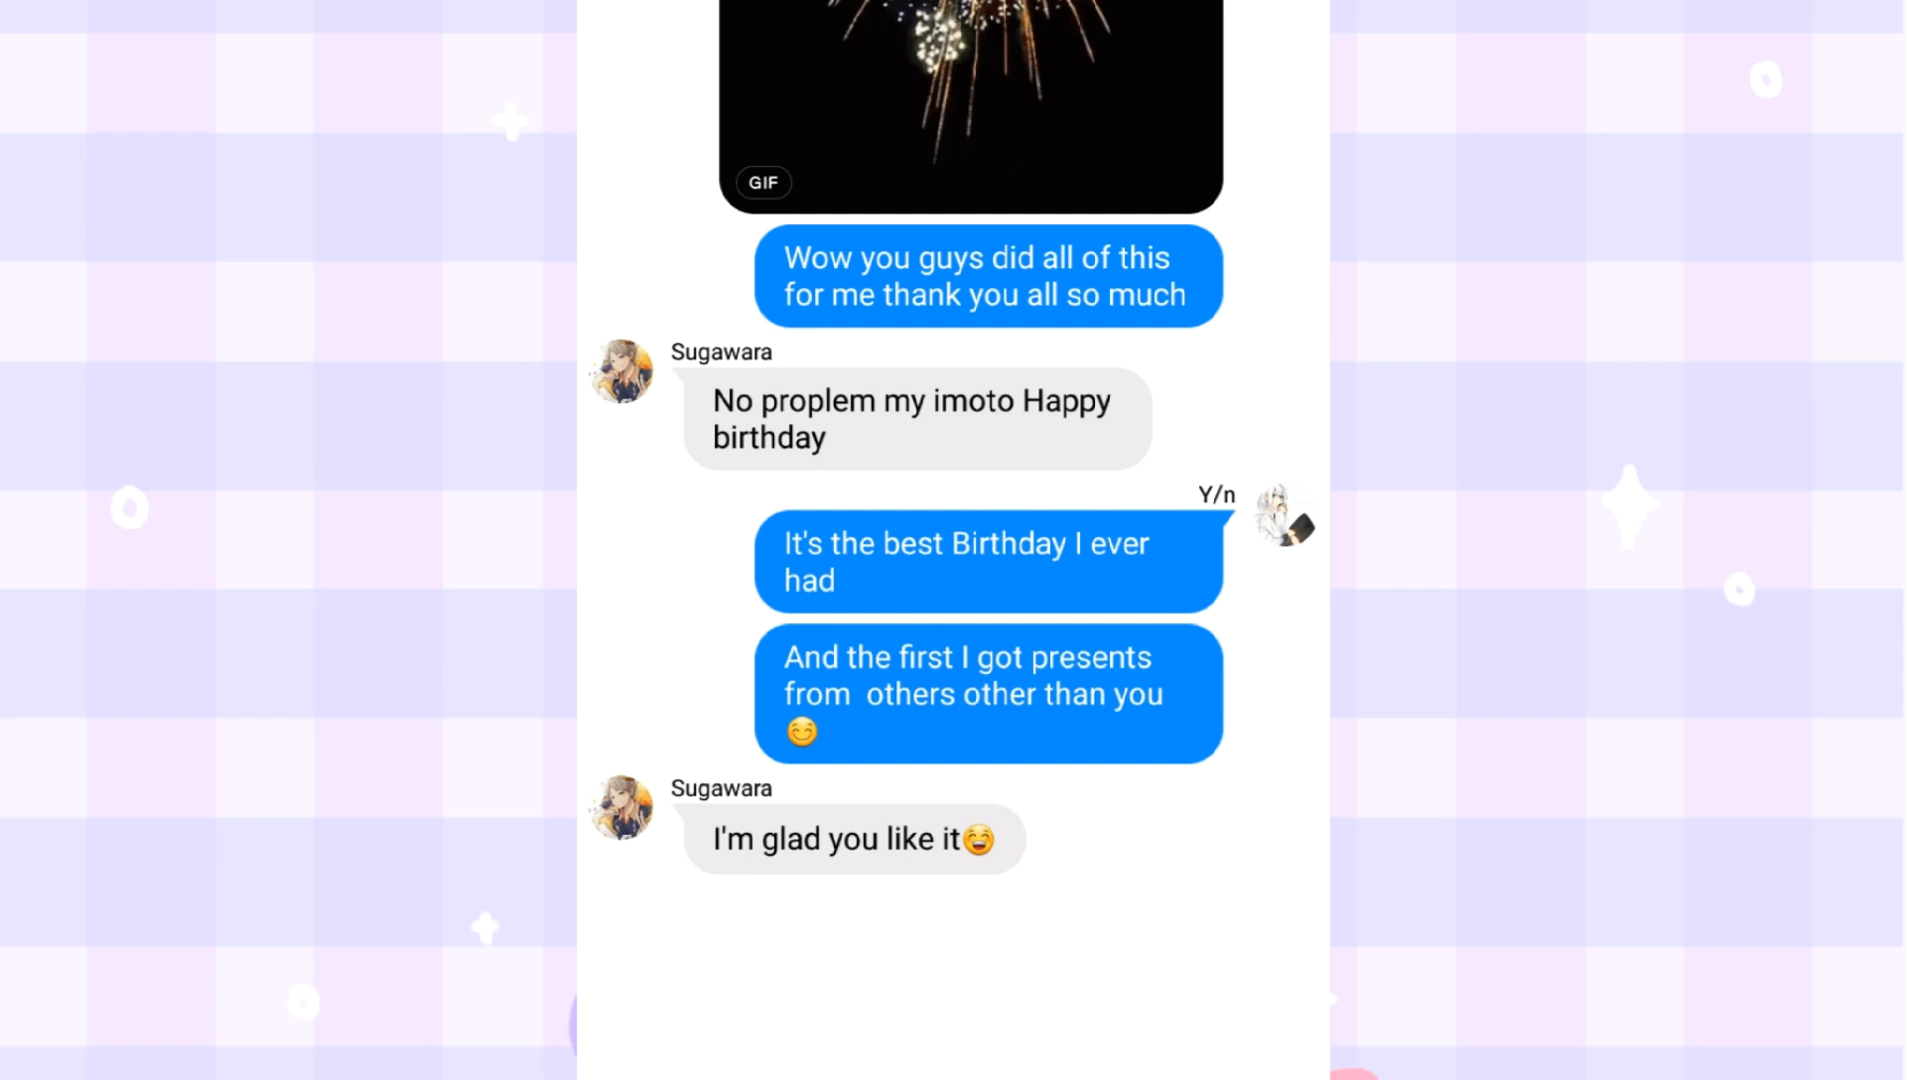 GIF
Wow you guys did all of this
for me thank you all so much
Sugawara
No proplem my imoto Happy
birthday
Y/n
It's the best Birthday I ever
had
And the first I got presents
from  others other than you
😊
Sugawara
I'm glad you like it😁